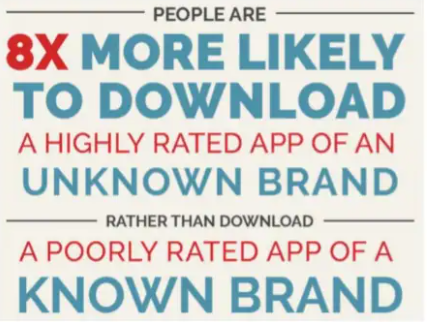 PEOPLE ARE
8X MORE LIKELY
TO DOWNLOAD
A HIGHLY RATED APP OF AN
UNKNOWN BRAND
RATHER THAN DOWNLOAD
A POORLY RATED APP OF A
KNOWN BRAND